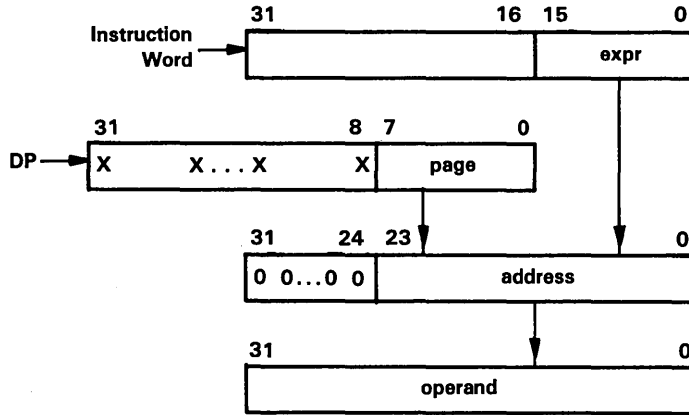 31 16 15 0
Instruction Word
expr
31 8 7 0
DP
X X...X X
page
31 24 23 0
0 0...0 0
address
31 0
operand